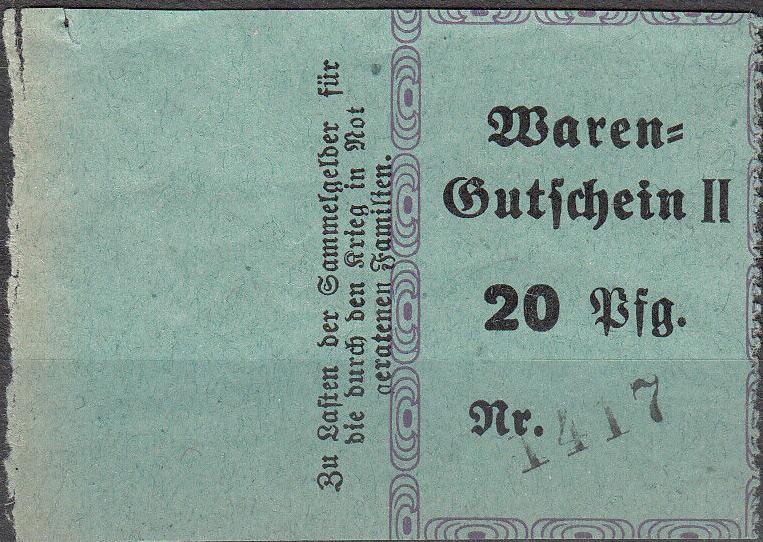 Zu Lasten der Sammelgelder für
die durch den Krieg in Not
geratenen Familien.
Waren-
Gutschein II
20 Pfg.
Nr. 1417